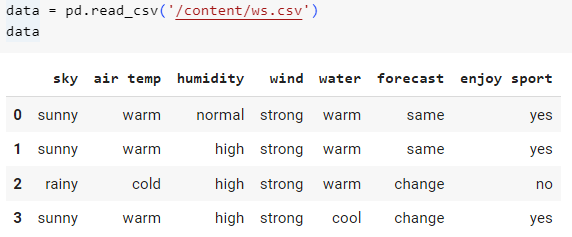 data = pd.read_csv('/content/ws.csv')
data
sky air temp humidity wind water forecast enjoy sport
0 sunny warm normal strong warm same yes
1 sunny warm high strong warm same yes
2 rainy cold high strong warm change no
3 sunny warm high strong cool change yes